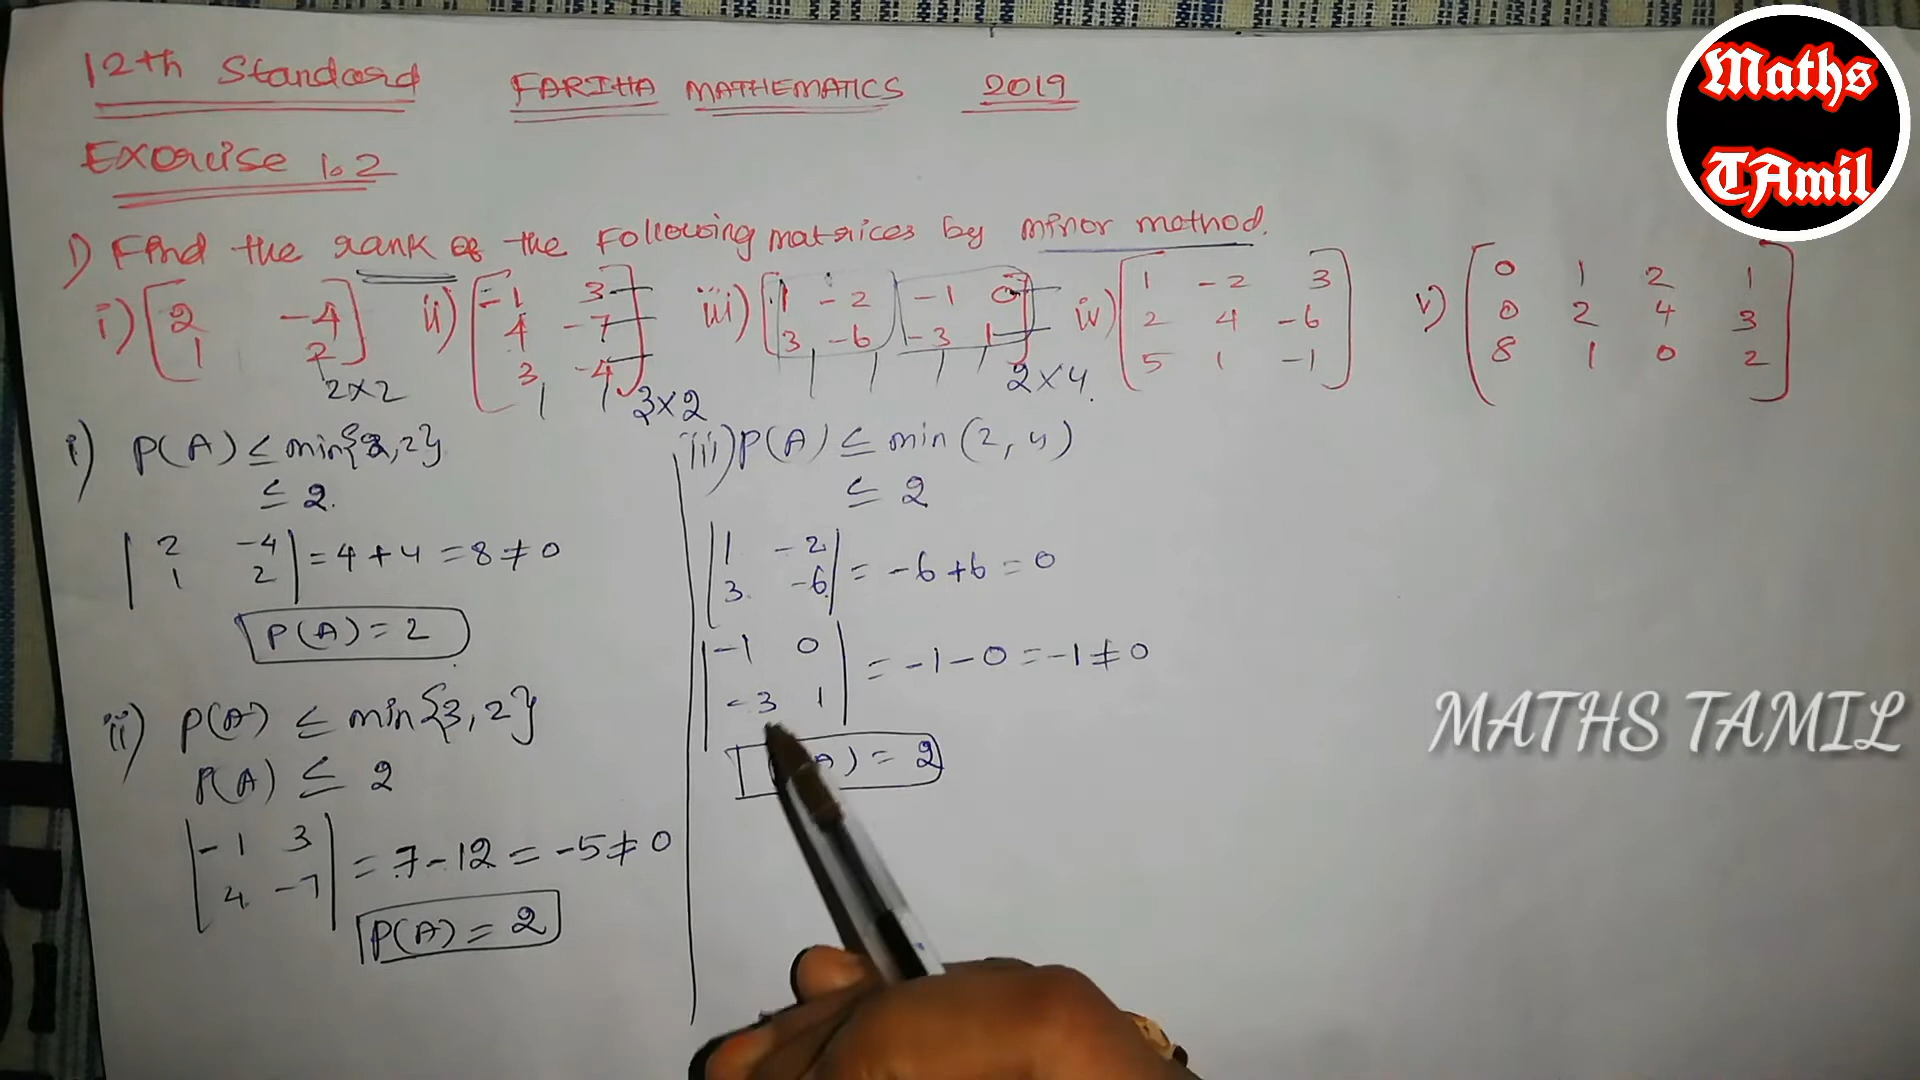 12th Standard FARITHA MATHEMATICS 2019
Exercise 1.2
1) Find the rank of the Following matrices by minor method.
i) [2 -4
1 2] 2×2
ii) [-1 3
4 -7
3 -4] 3×2
iii) [1 -2 -1 0
3 -6 -3 1] 2×4.
iv) [1 -2 3
2 4 -6
5 1 -1]
v) [0 1 2 1
0 2 4 3
8 1 0 2]
i) P(A) ≤ min{2,2}
≤ 2.
|2 -4
1 2| = 4+4 = 8 ≠ 0
P(A) = 2
ii) P(A) ≤ min{3,2}
P(A) ≤ 2
|-1 3
4 -7| = 7-12 = -5 ≠ 0
P(A) = 2
iii) P(A) ≤ min(2,4)
≤ 2
|1 -2
3 -6| = -6+6 = 0
|-1 0
-3 1| = -1-0 = -1 ≠ 0
A) = 2
Maths
TAmil
MATHS TAMIL